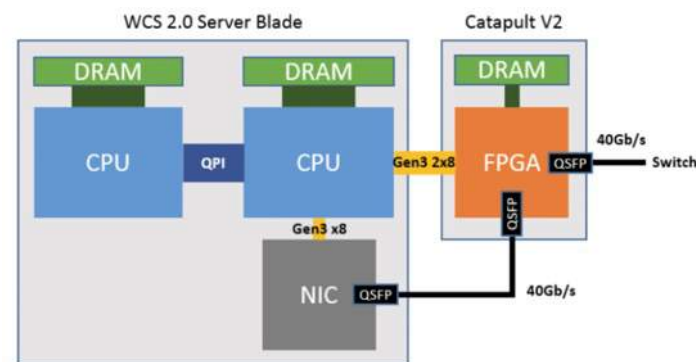 WCS 2.0 Server Blade
Catapult V2
DRAM
DRAM
DRAM
CPU
QPI
CPU
Gen3 2x8
FPGA
QSFP
40Gb/s
Switch
QSFP
Gen3 x8
NIC
QSFP
40Gb/s